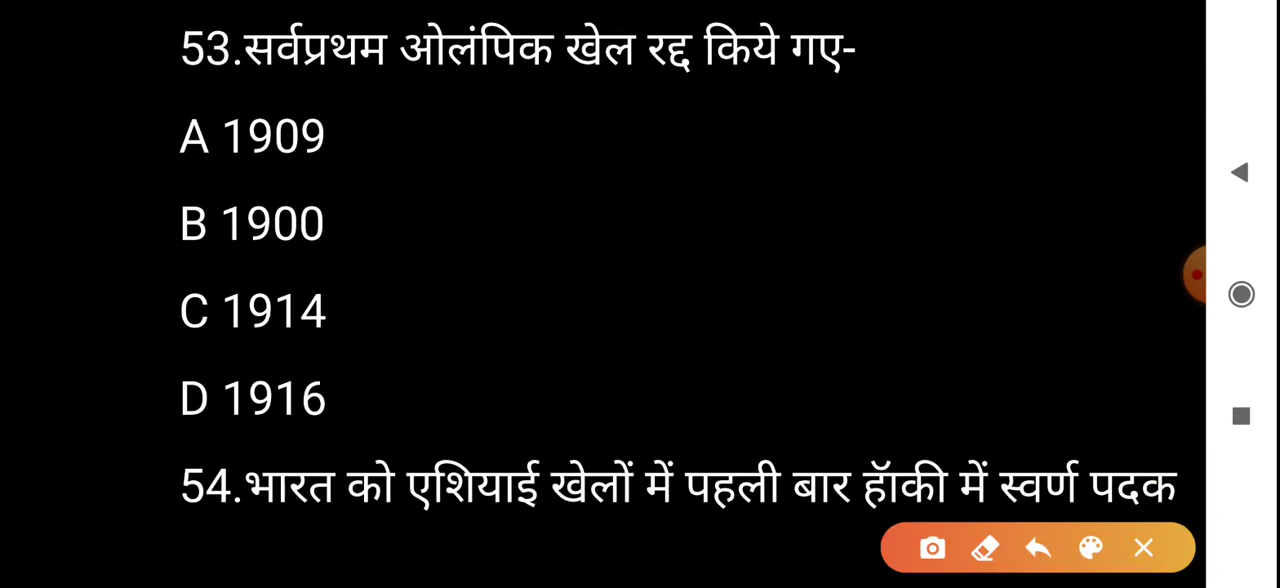 53.सर्वप्रथम ओलंपिक खेल रद्द किये गए-
A 1909
B 1900
C 1914
D 1916
54.भारत को एशियाई खेलों में पहली बार हॉकी में स्वर्ण पदक